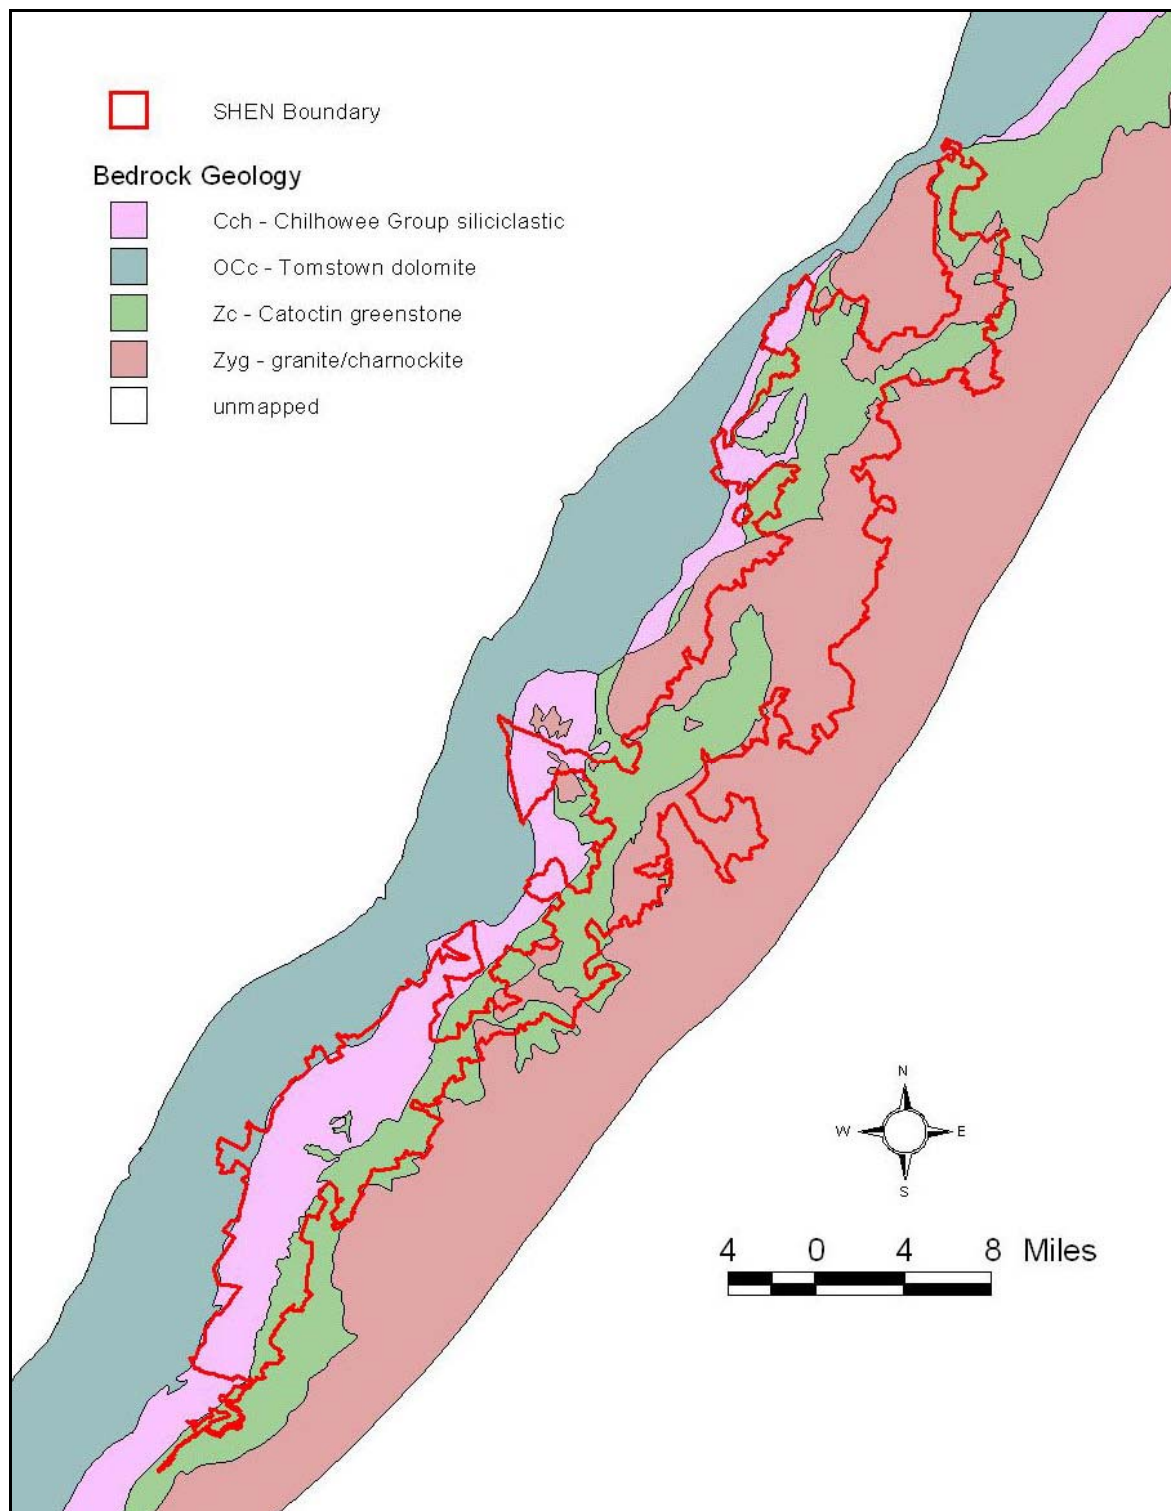 SHEN Boundary
Bedrock Geology
Cch - Chilhowee Group siliciclastic
OCc - Tomstown dolomite
Zc - Catoctin greenstone
Zyg - granite/charnockite
unmapped
N
W E
S
4 0 4 8 Miles